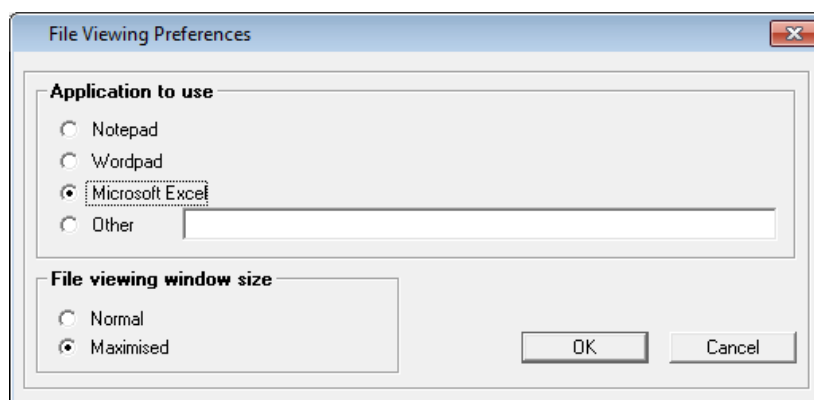 File Viewing Preferences
Application to use
Notepad
Wordpad
Microsoft Excel
Other
File viewing window size
Normal
Maximised
OK Cancel